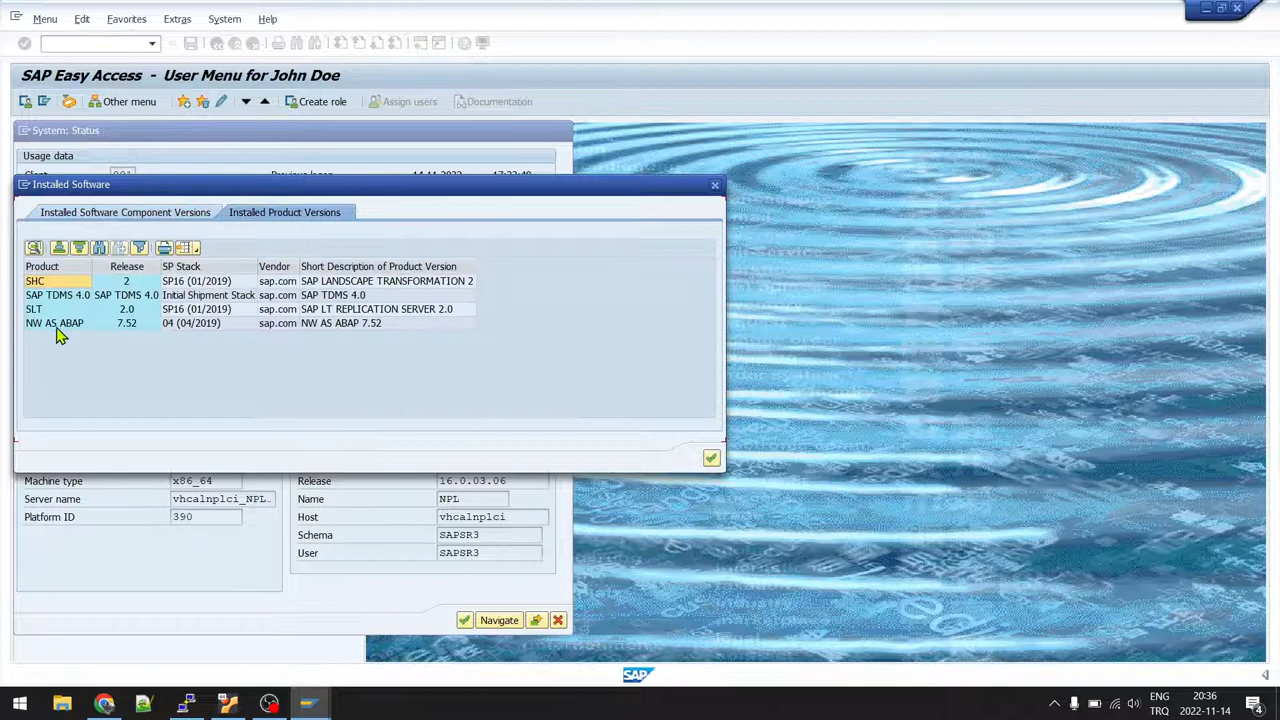 Menu Edit Favorites Extras System Help
SAP Easy Access - User Menu for John Doe
Other menu Create role Assign users Documentation
System: Status
Usage data
Installed Software
Installed Software Component Versions Installed Product Versions
Product Release SP Stack Vendor Short Description of Product Version
SHC 2 SP16 (01/2019) sap.com SAP LANDSCAPE TRANSFORMATION 2
SAP TDMS 4.0 SAP TDMS 4.0 Initial Shipment Stack sap.com SAP TDMS 4.0
SLT 2.0 SP16 (01/2019) sap.com SAP LT REPLICATION SERVER 2.0
NW AS ABAP 7.52 04 (04/2019) sap.com NW AS ABAP 7.52
Machine type x86_64 Release 16.0.03.06
Server name vhcalnplci_NPL. Name NPL
Platform ID 390 Host vhcalnplci
Schema SAPSR3
User SAPSR3
Navigate
SAP
ENG 20:36
TRQ 2022-11-14 4